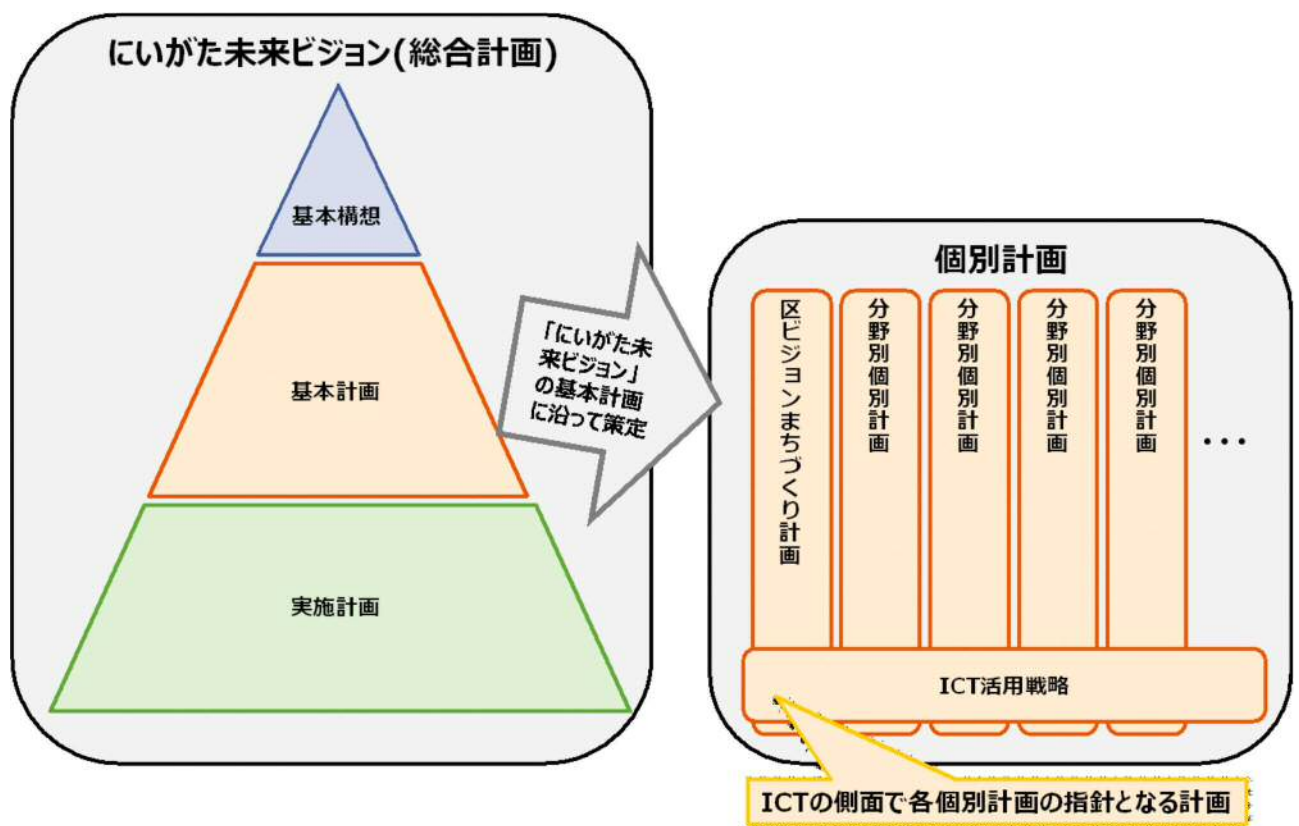 にいがた未来ビジョン(総合計画)
基本構想
基本計画
実施計画
「にいがた未
来ビジョン」
の基本計画
に沿って策定
個別計画
区ビジョンまちづくり計画
分野別個別計画
分野別個別計画
分野別個別計画
分野別個別計画
・・・
ICT活用戦略
ICTの側面で各個別計画の指針となる計画